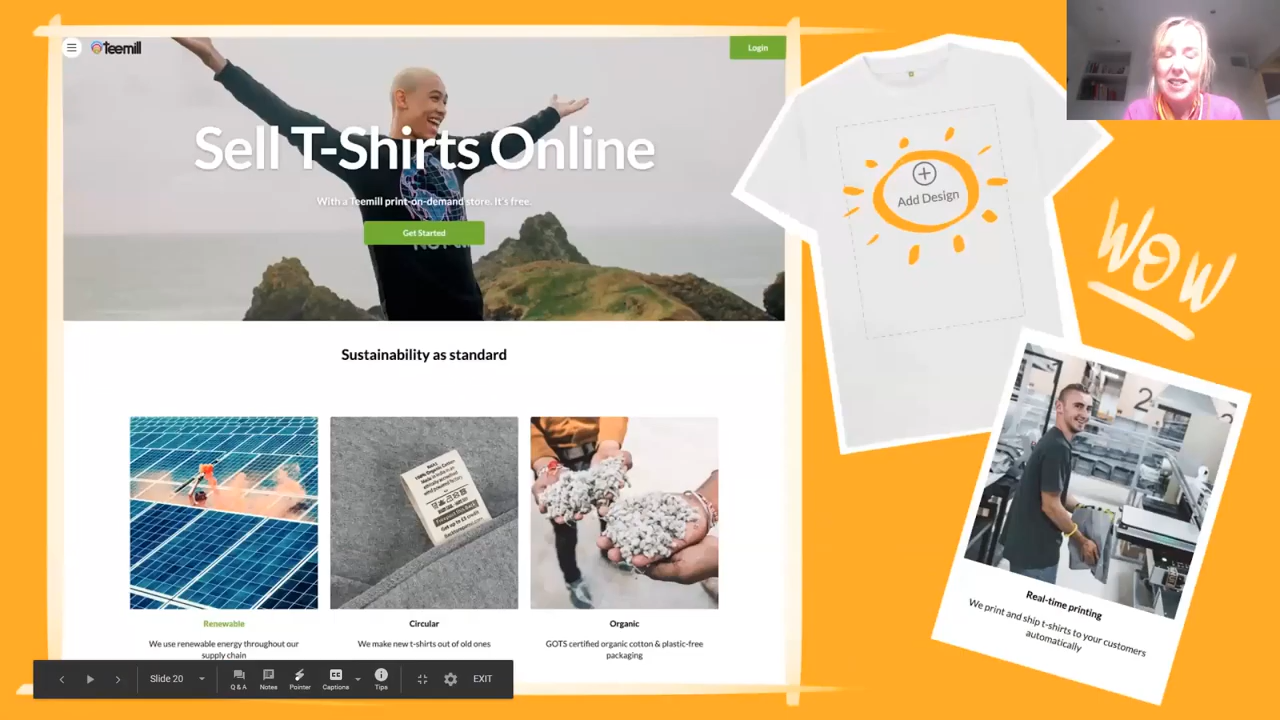 teemill
Login
Sell T-Shirts Online
With a Teemill print-on-demand store. It's free.
Get Started
Sustainability as standard
Renewable
We use renewable energy throughout our
supply chain
Circular
We make new t-shirts out of old ones
Organic
GOTS certified organic cotton & plastic-free
packaging
Add Design
WOW
2
Real-time printing
We print and ship t-shirts to your customers
automatically
Slide 20
Q & A
Notes
Pointer
Captions
Tips
EXIT